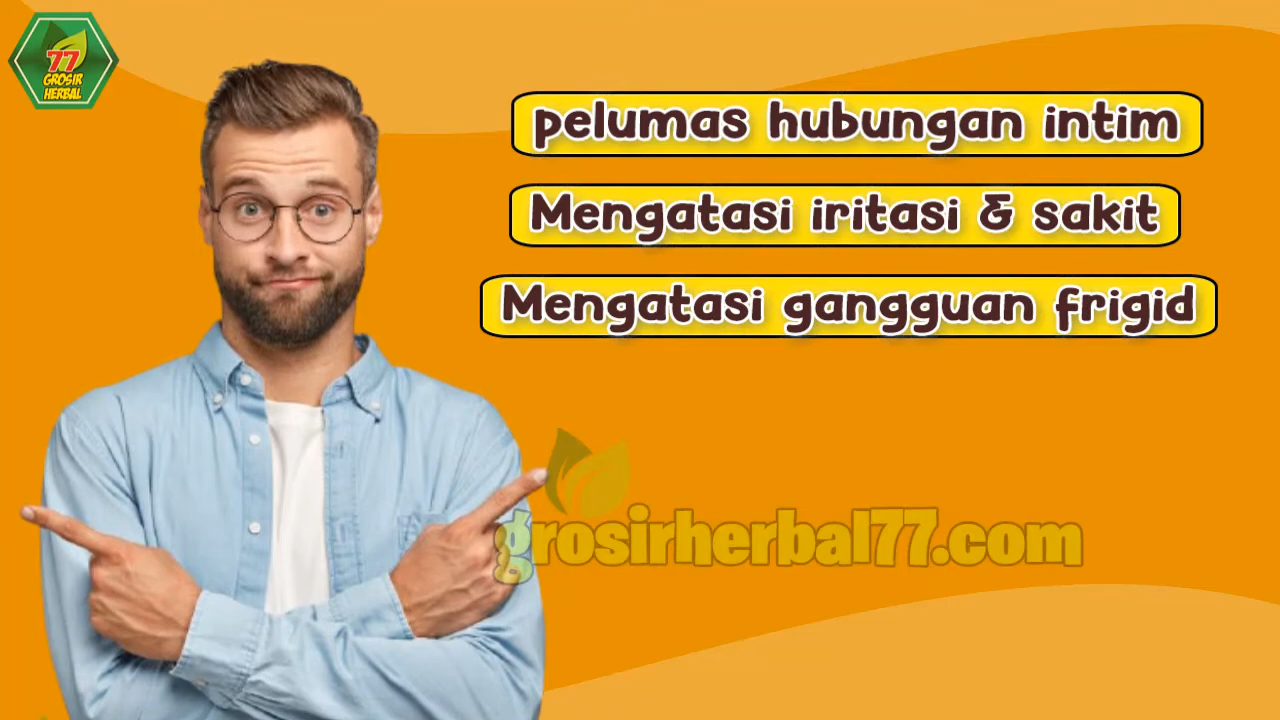 77
GROSIR
HERBAL
pelumas hubungan intim
Mengatasi iritasi & sakit
Mengatasi gangguan frigid
grosirherbal77.com